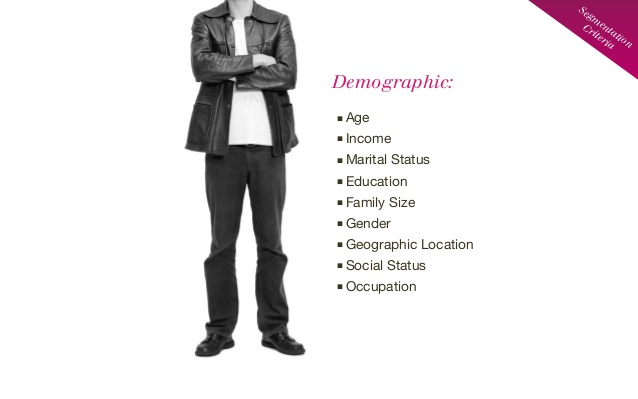 Segmentation
Criteria
Demographic:
▪ Age
▪ Income
▪ Marital Status
▪ Education
▪ Family Size
▪ Gender
▪ Geographic Location
▪ Social Status
▪ Occupation